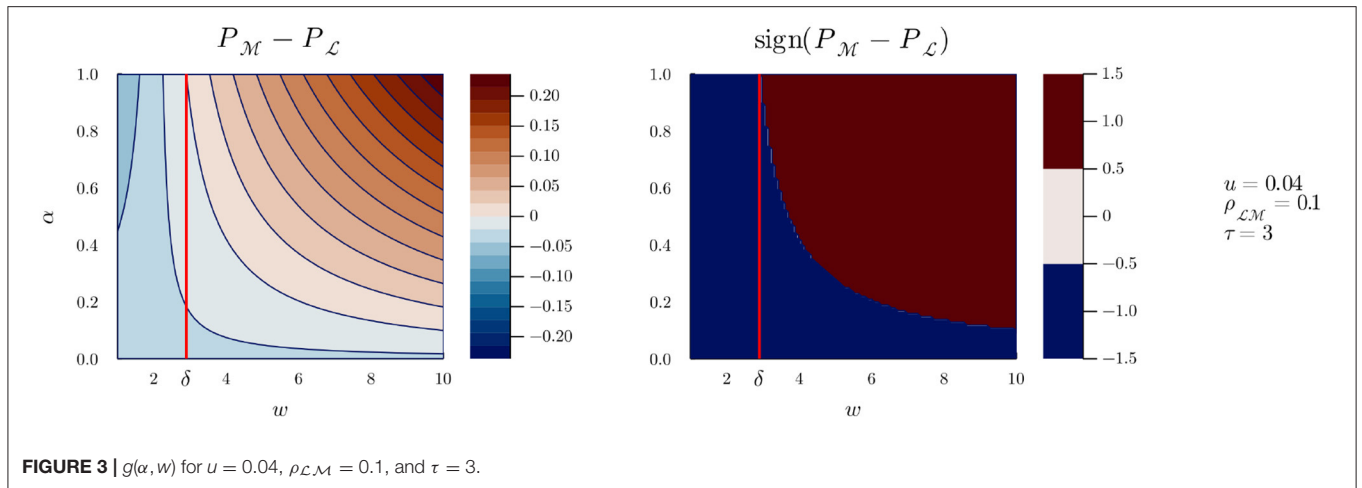 P_M − P_L
α
1.0
0.8
0.6
0.4
0.2
0.0
2 δ 4 6 8 10
w
0.20
0.15
0.10
0.05
0
−0.05
−0.10
−0.15
−0.20
sign(P_M − P_L)
1.0
0.8
0.6
0.4
0.2
0.0
2 δ 4 6 8 10
w
1.5
1.0
0.5
0
−0.5
−1.0
−1.5
u = 0.04
ρ_LM = 0.1
τ = 3
FIGURE 3 | g(α, w) for u = 0.04, ρ_LM = 0.1, and τ = 3.